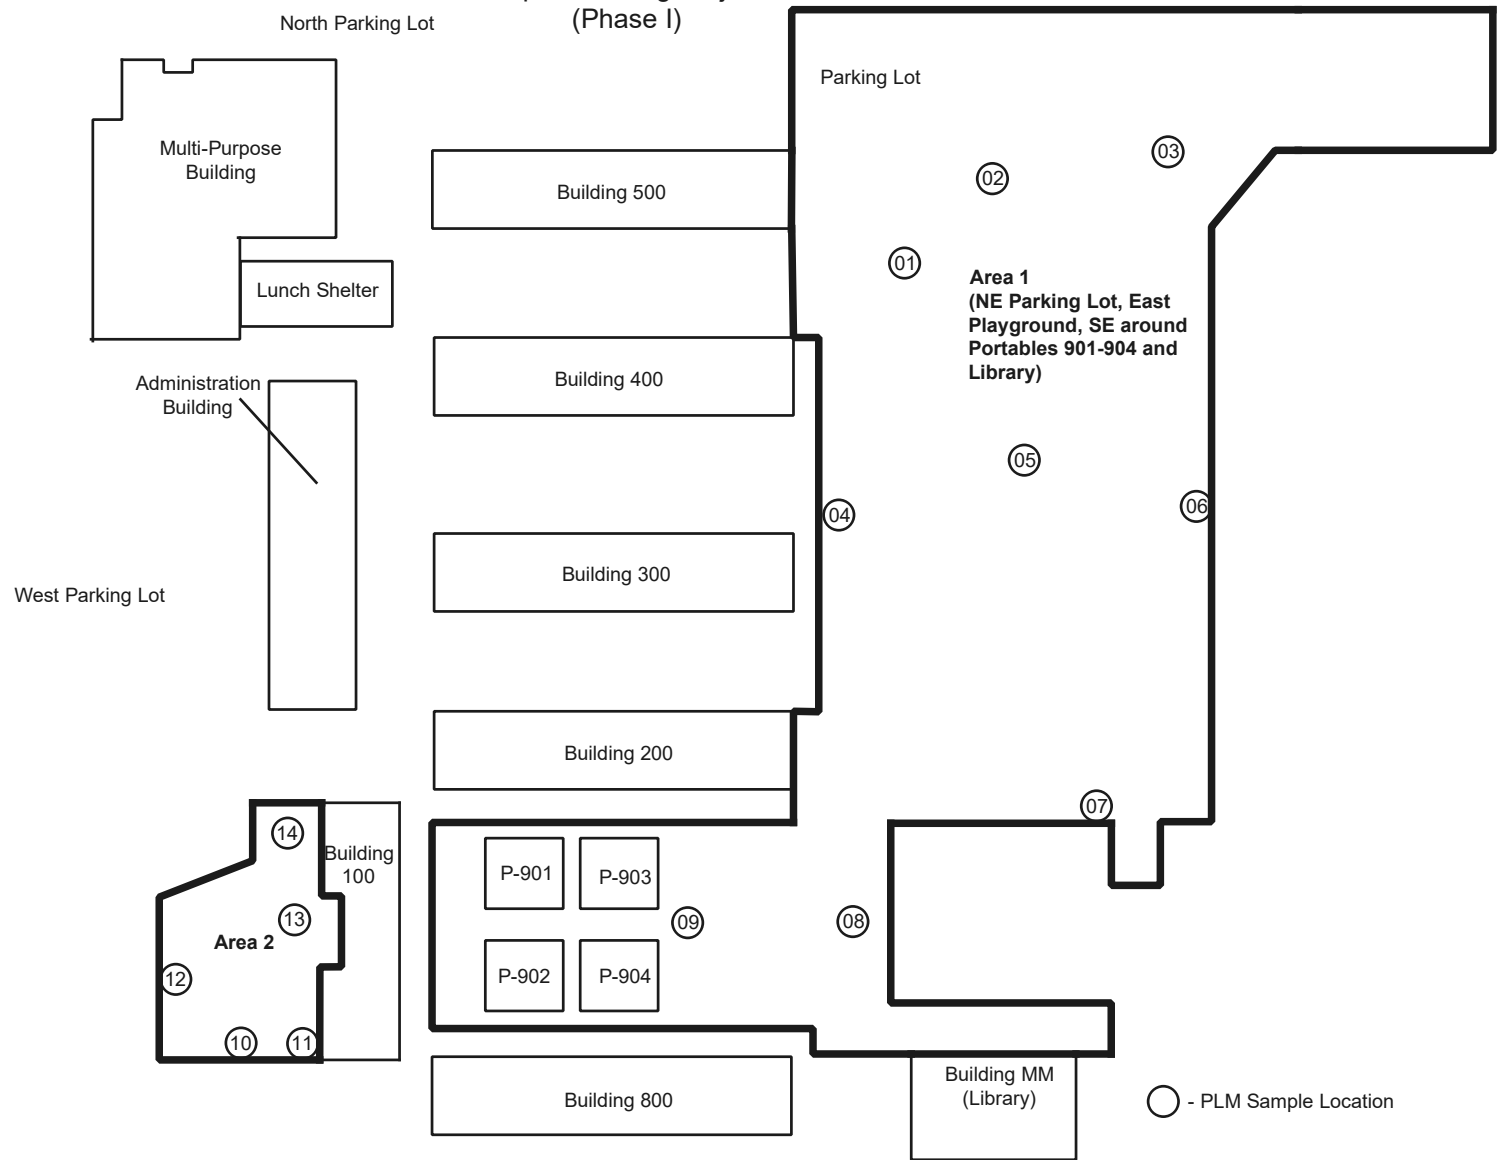 North Parking Lot
(Phase I)
Parking Lot
Multi-Purpose
Building
03
02
Building 500
01
Area 1
(NE Parking Lot, East
Playground, SE around
Portables 901-904 and
Library)
Lunch Shelter
Administration
Building
Building 400
05
06
04
Building 300
West Parking Lot
Building 200
07
14
Building
100
P-901
P-903
13
09
08
Area 2
12
P-902
P-904
10
11
Building MM
(Library)
Building 800
- PLM Sample Location